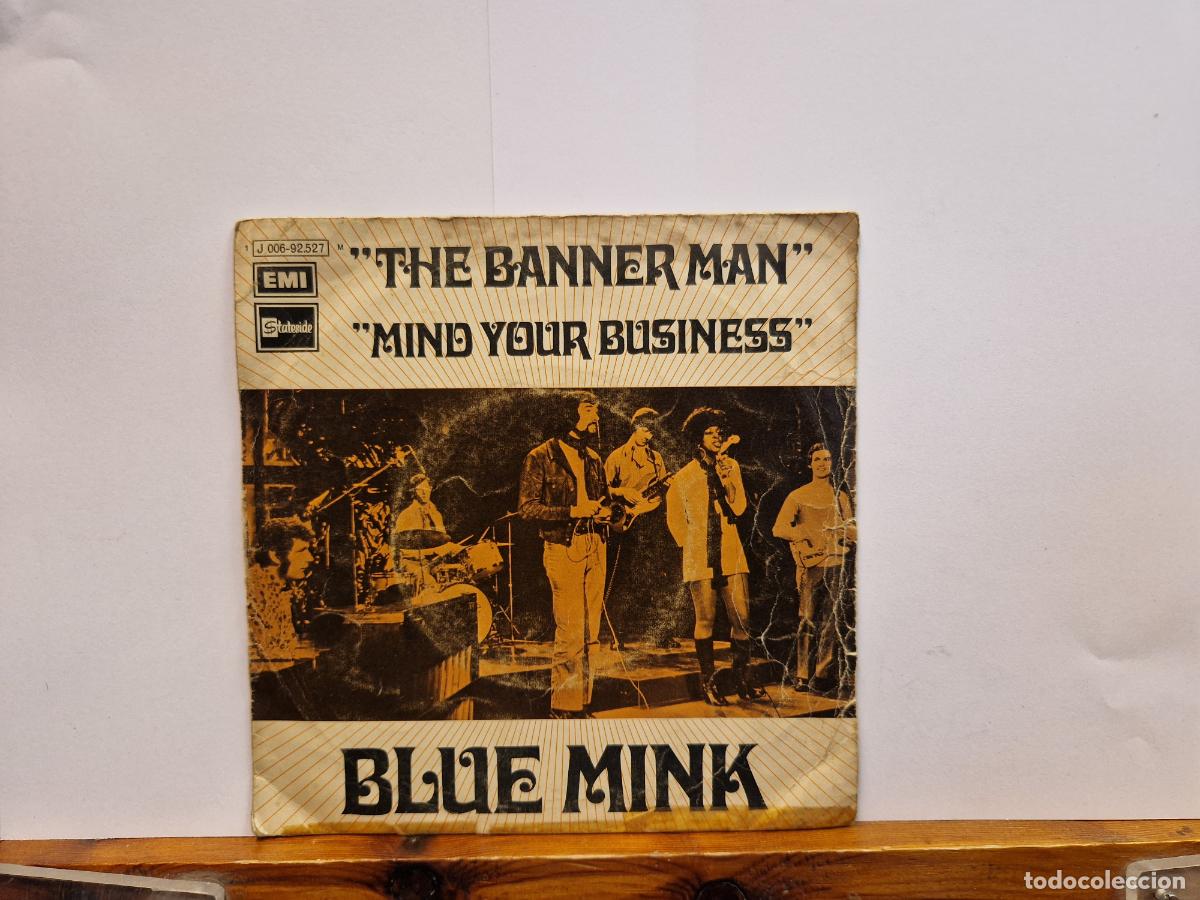 1 J 006-92.527 M
"THE BANNER MAN"
EMI
Stateside
"MIND YOUR BUSINESS"
BLUE MINK
todocoleccion